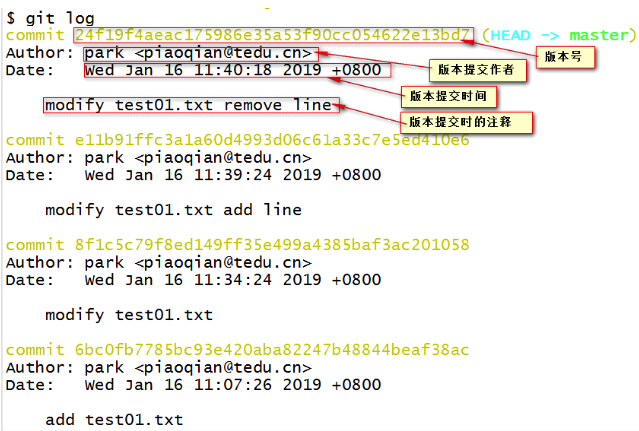 $ git log
commit 24f19f4aeac175986e35a53f90cc054622e13bd7 (HEAD -> master)
版本号
Author: park <piaoqian@tedu.cn>
版本提交作者
Date:   Wed Jan 16 11:40:18 2019 +0800
版本提交时间
modify test01.txt remove line
版本提交时的注释
commit e11b91ffc3a1a60d4993d06c61a33c7e5ed410e6
Author: park <piaoqian@tedu.cn>
Date:   Wed Jan 16 11:39:24 2019 +0800
modify test01.txt add line
commit 8f1c5c79f8ed149ff35e499a4385baf3ac201058
Author: park <piaoqian@tedu.cn>
Date:   Wed Jan 16 11:34:24 2019 +0800
modify test01.txt
commit 6bc0fb7785bc93e420aba82247b48844beaf38ac
Author: park <piaoqian@tedu.cn>
Date:   Wed Jan 16 11:07:26 2019 +0800
add test01.txt